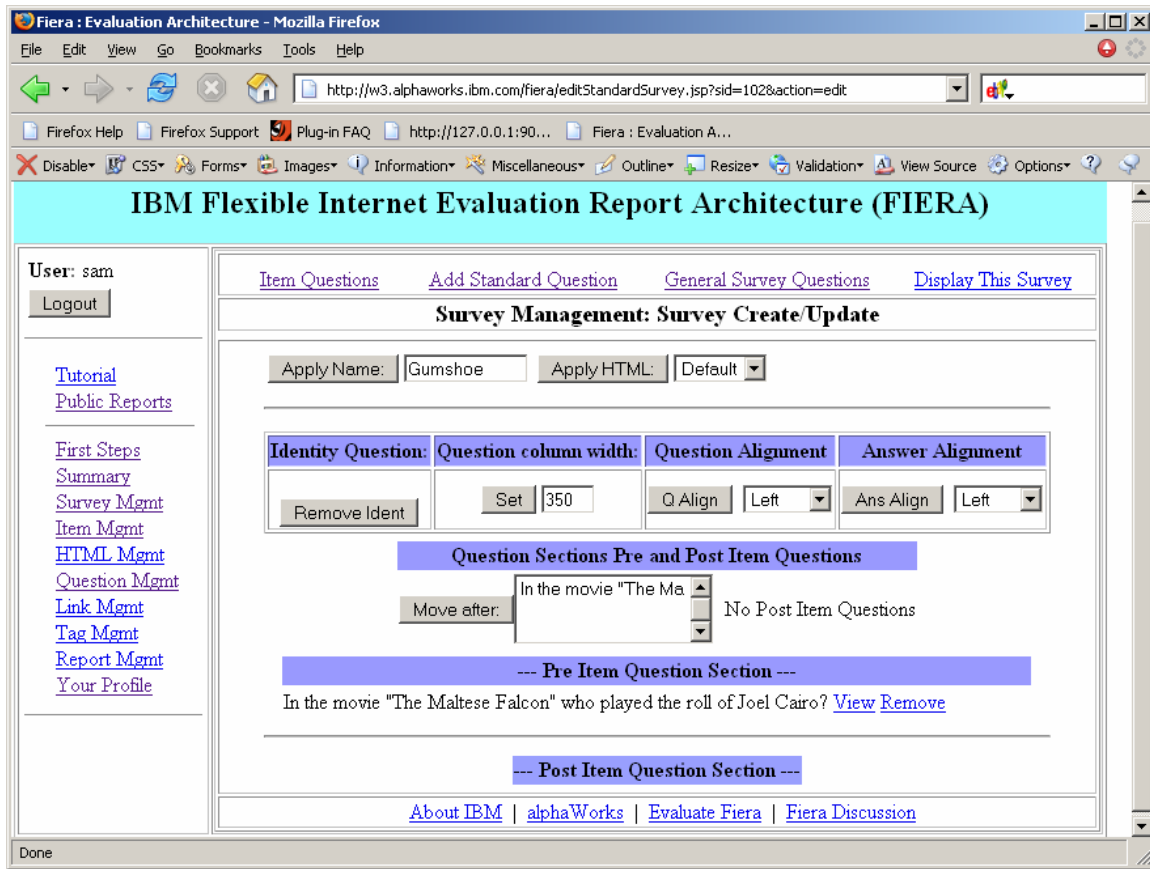 Fiera : Evaluation Architecture - Mozilla Firefox
File Edit View Go Bookmarks Tools Help
http://w3.alphaworks.ibm.com/fiera/editStandardSurvey.jsp?sid=102&action=edit
Firefox Help Firefox Support Plug-in FAQ http://127.0.0.1:90... Fiera : Evaluation A...
Disable CSS Forms Images Information Miscellaneous Outline Resize Validation View Source Options
IBM Flexible Internet Evaluation Report Architecture (FIERA)
User: sam
Logout
Tutorial
Public Reports
First Steps
Summary
Survey Mgmt
Item Mgmt
HTML Mgmt
Question Mgmt
Link Mgmt
Tag Mgmt
Report Mgmt
Your Profile
Item Questions Add Standard Question General Survey Questions Display This Survey
Survey Management: Survey Create/Update
Apply Name: Gumshoe Apply HTML: Default
Identity Question: Question column width: Question Alignment Answer Alignment
Remove Ident Set 350 Q Align Left Ans Align Left
Question Sections Pre and Post Item Questions
Move after: In the movie "The Ma No Post Item Questions
--- Pre Item Question Section ---
In the movie "The Maltese Falcon" who played the roll of Joel Cairo? View Remove
--- Post Item Question Section ---
About IBM | alphaWorks | Evaluate Fiera | Fiera Discussion
Done